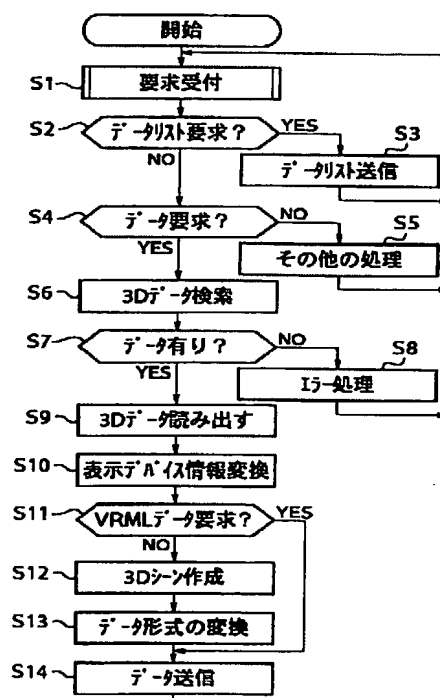 開始
S1
要求受付
S2
データリスト要求?
YES
S3
NO
データリスト送信
S4
データ要求?
NO
S5
YES
その他の処理
S6
3Dデータ検索
S7
データ有り?
NO
S8
YES
エラー処理
S9
3Dデータ読み出す
S10
表示デバイス情報変換
S11
VRMLデータ要求?
YES
NO
S12
3Dシーン作成
S13
データ形式の変換
S14
データ送信